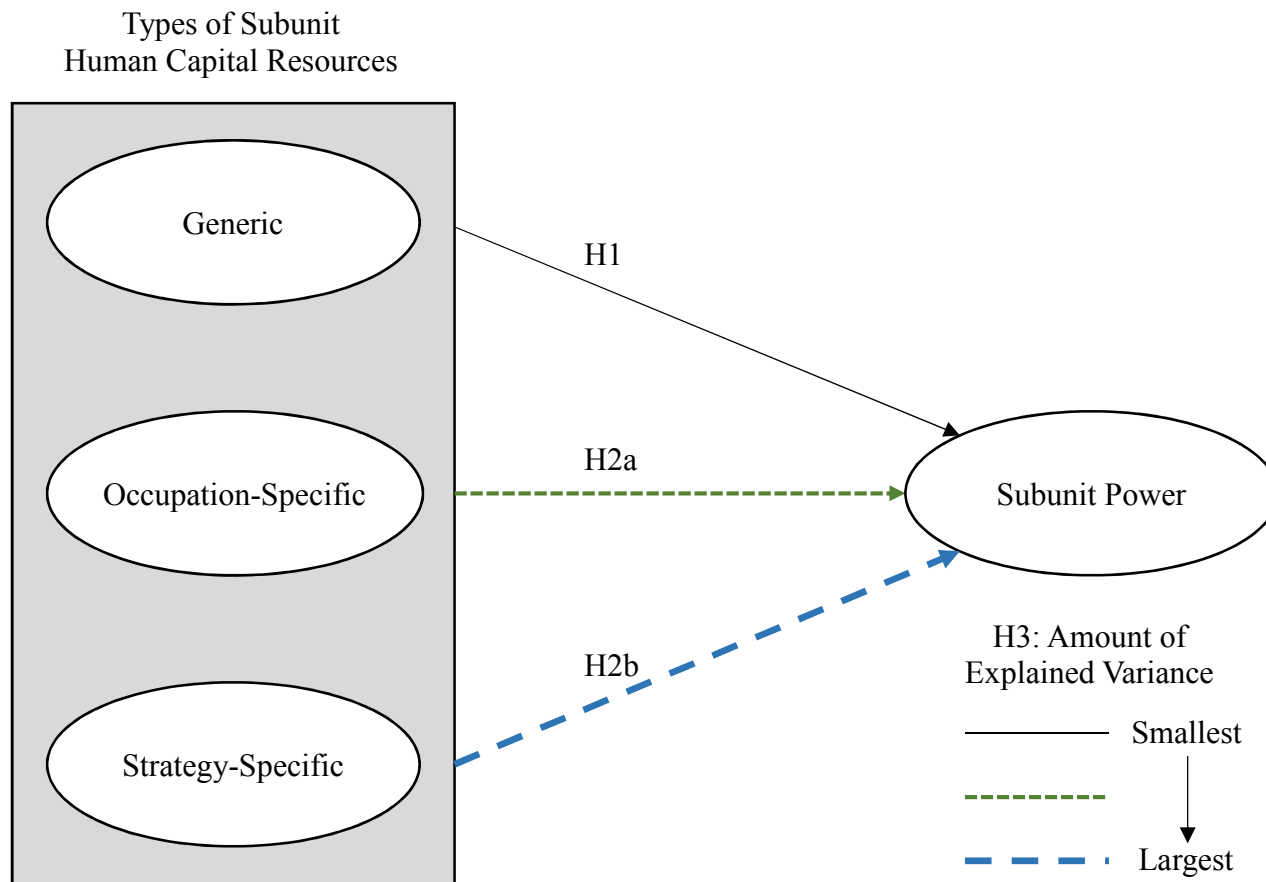 Types of Subunit
Human Capital Resources
Generic
H1
Occupation-Specific
H2a
Subunit Power
Strategy-Specific
H2b
H3: Amount of
Explained Variance
Smallest
Largest